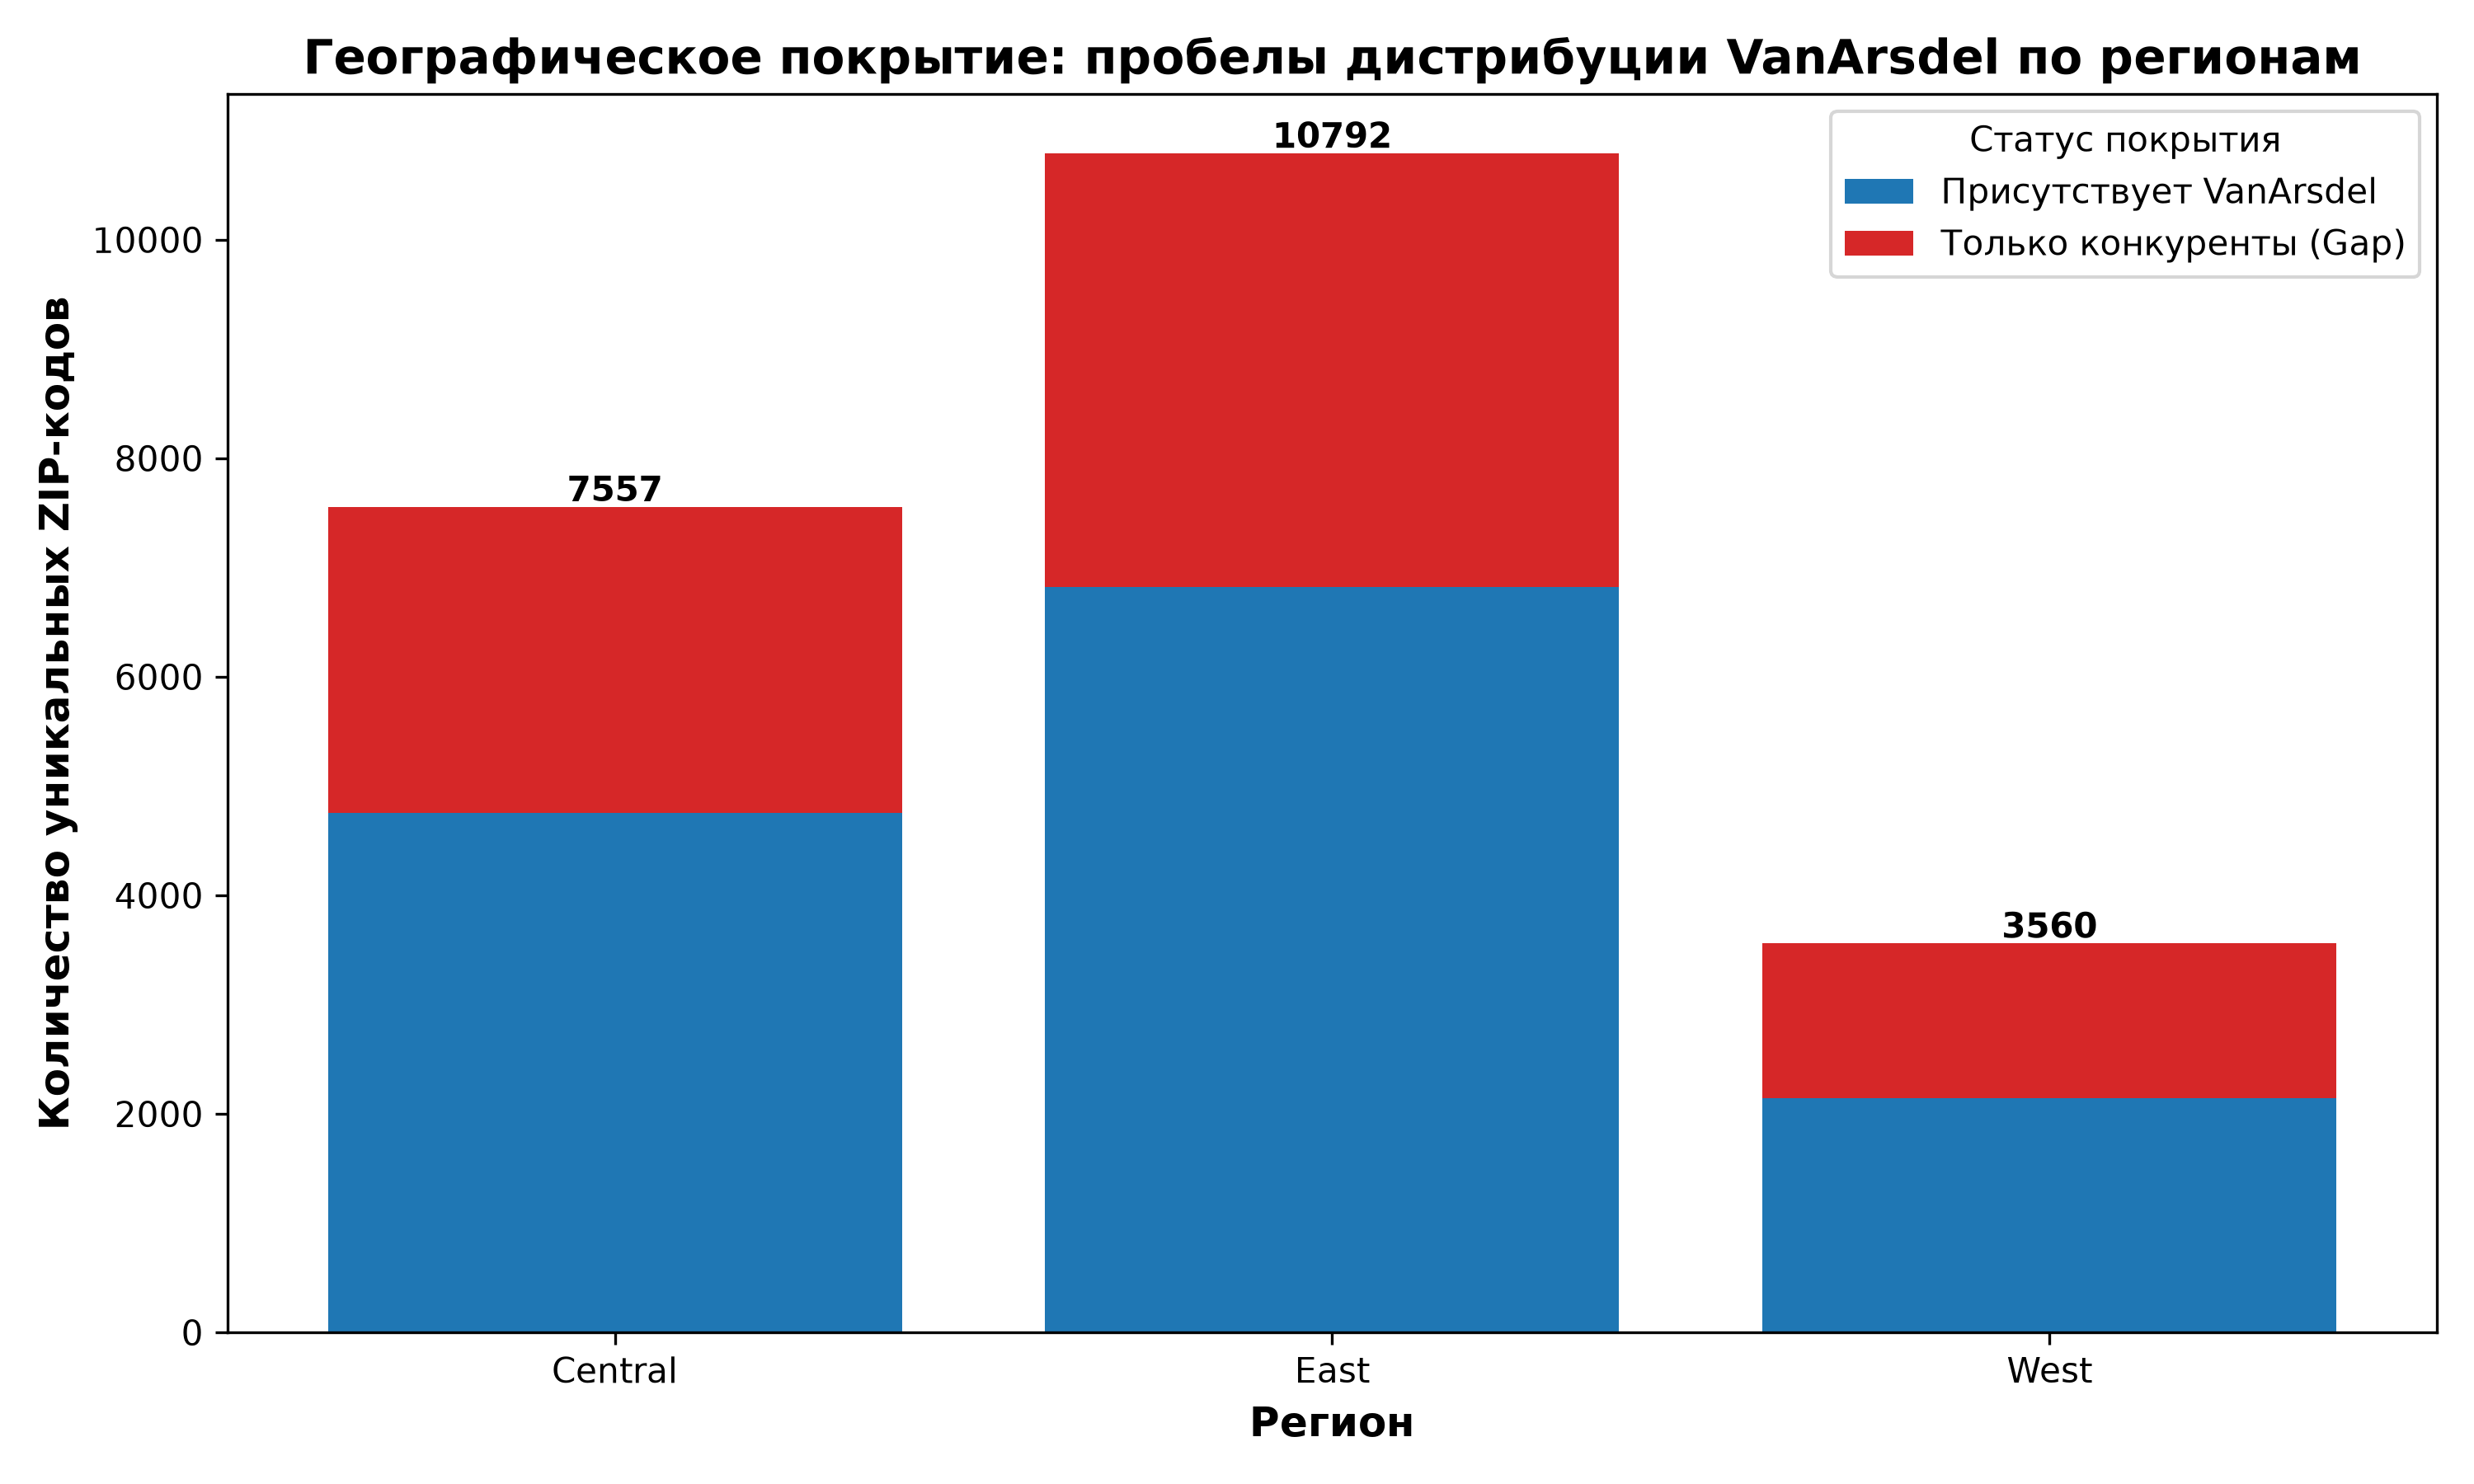 Географическое покрытие: пробелы дистрибуции VanArsdel по регионам
Статус покрытия
Присутствует VanArsdel
Только конкуренты (Gap)
Количество уникальных ZIP-кодов
10000
8000
6000
4000
2000
0
7557
10792
3560
Central
East
West
Регион